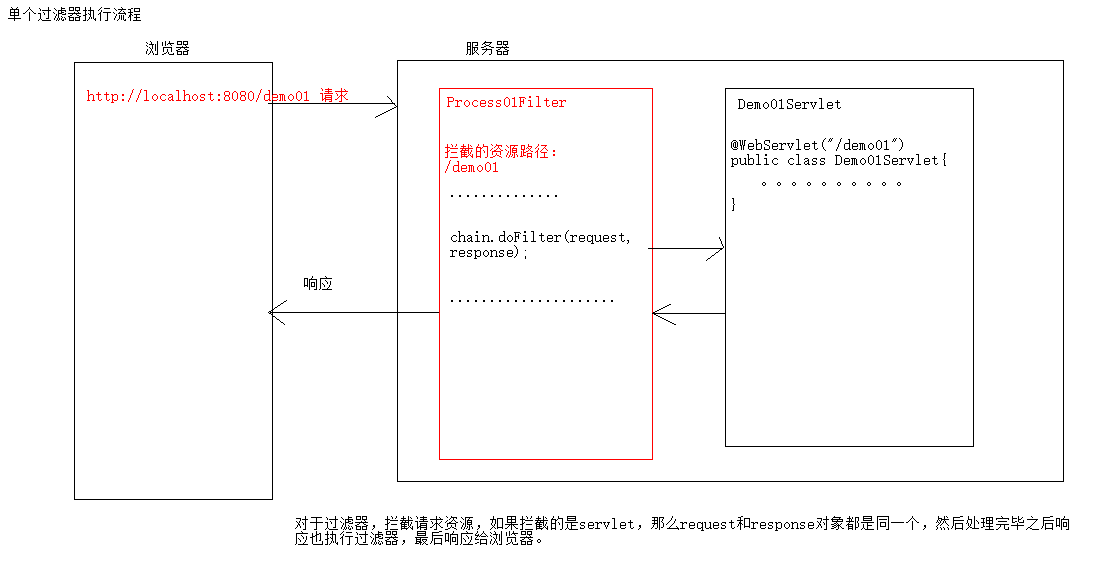 单个过滤器执行流程
浏览器
服务器
http://localhost:8080/demo01 请求
Process01Filter
拦截的资源路径：
/demo01
..............
chain.doFilter(request,
response);
.....................
Demo01Servlet
@WebServlet("/demo01")
public class Demo01Servlet{
。。。。。。。。。。
}
响应
对于过滤器，拦截请求资源，如果拦截的是servlet，那么request和response对象都是同一个，然后处理完毕之后响
应也执行过滤器，最后响应给浏览器。